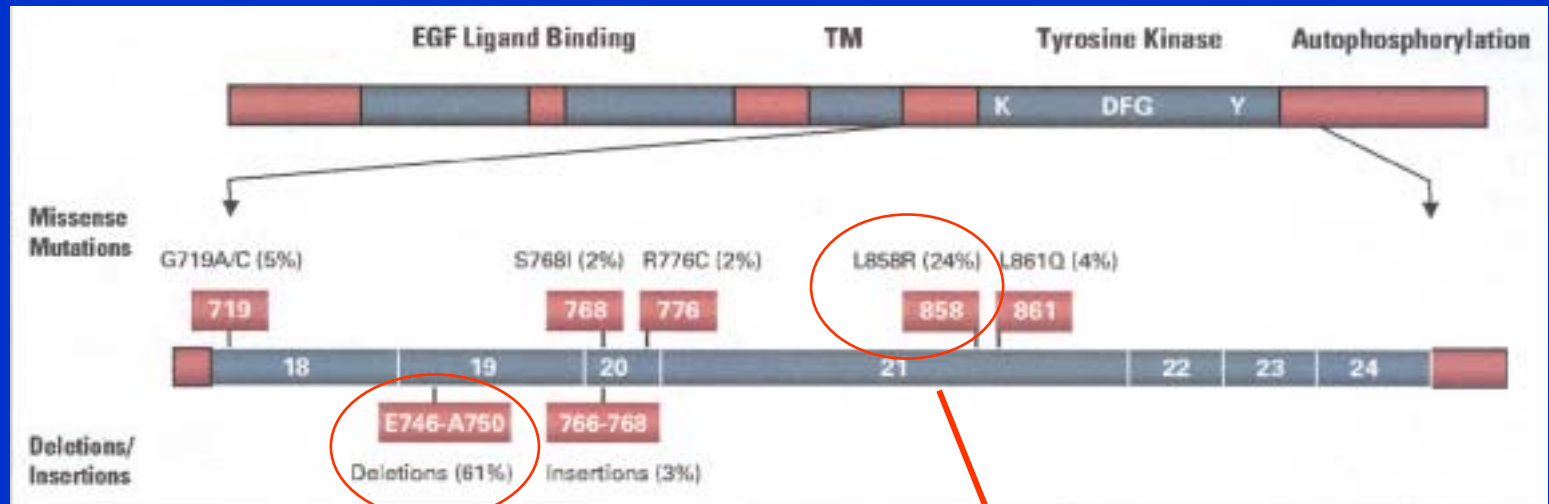 EGF Ligand Binding TM Tyrosine Kinase Autophosphorylation
K DFG Y
Missense
Mutations
G719A/C (5%) S768I (2%) R776C (2%) L858R (24%) L861Q (4%)
719 768 776 858 861
18 19 20 21 22 23 24
E746-A750 766-768
Deletions/
Insertions
Deletions (61%) Insertions (3%)